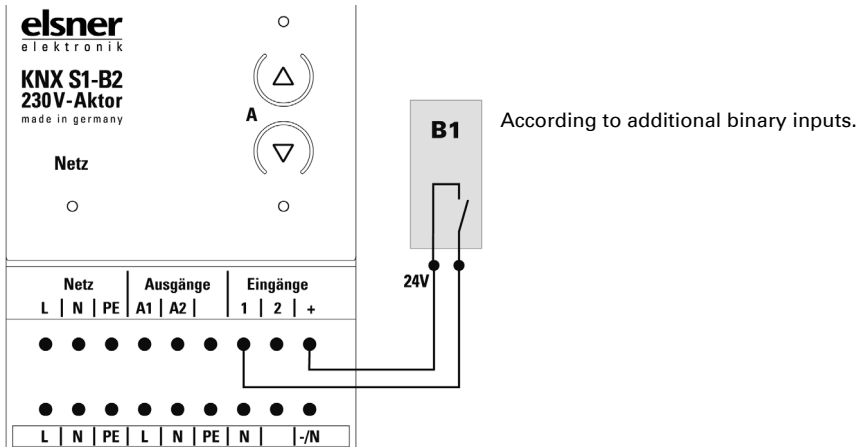 elsner
elektronik
KNX S1-B2
230V-Aktor
made in germany
A
Netz
B1
According to additional binary inputs.
24V
Netz | Ausgänge | Eingänge
L | N | PE | A1 | A2 | | 1 | 2 | +
L | N | PE | L | N | PE | N | | -/N